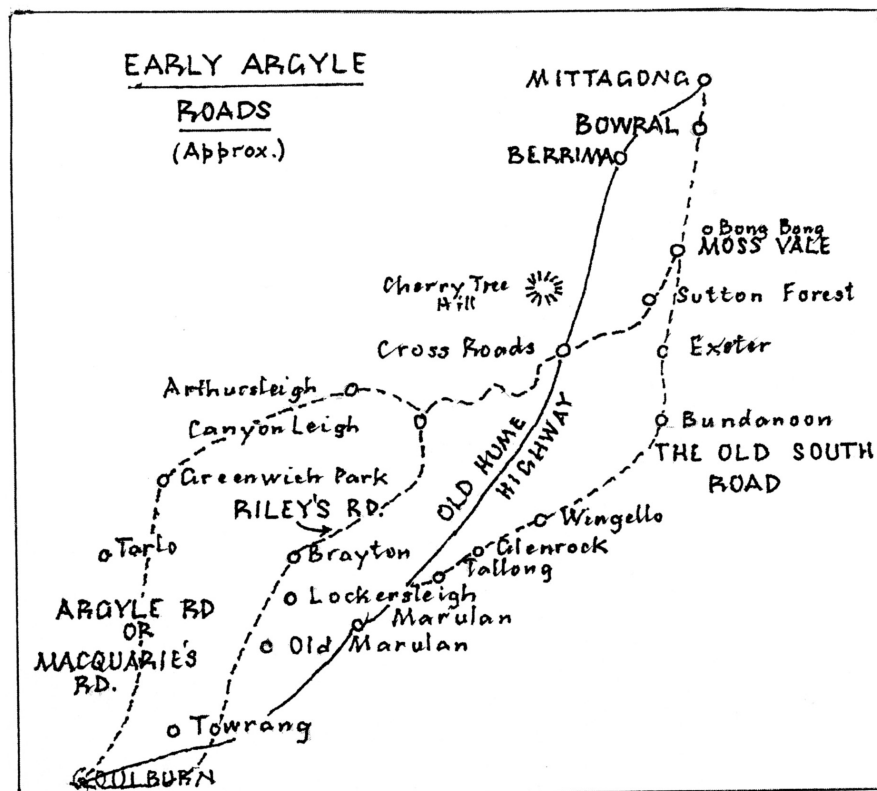 EARLY ARGYLE
ROADS
(Approx.)
MITTAGONG
BOWRAL
BERRIMA
Bong Bong
MOSS VALE
Cherry Tree
Hill
Sutton Forest
Cross Roads
Exeter
Arthursleigh
Canyon Leigh
Bundanoon
THE OLD SOUTH
ROAD
OLD HUME
HIGHWAY
Greenwich Park
RILEY'S RD.
Wingello
Tarlo
Brayton
Glenrock
Tallong
Lockersleigh
Marulan
ARGYLE RD
OR
MACQUARIE'S
RD.
Old Marulan
Towrang
GOULBURN